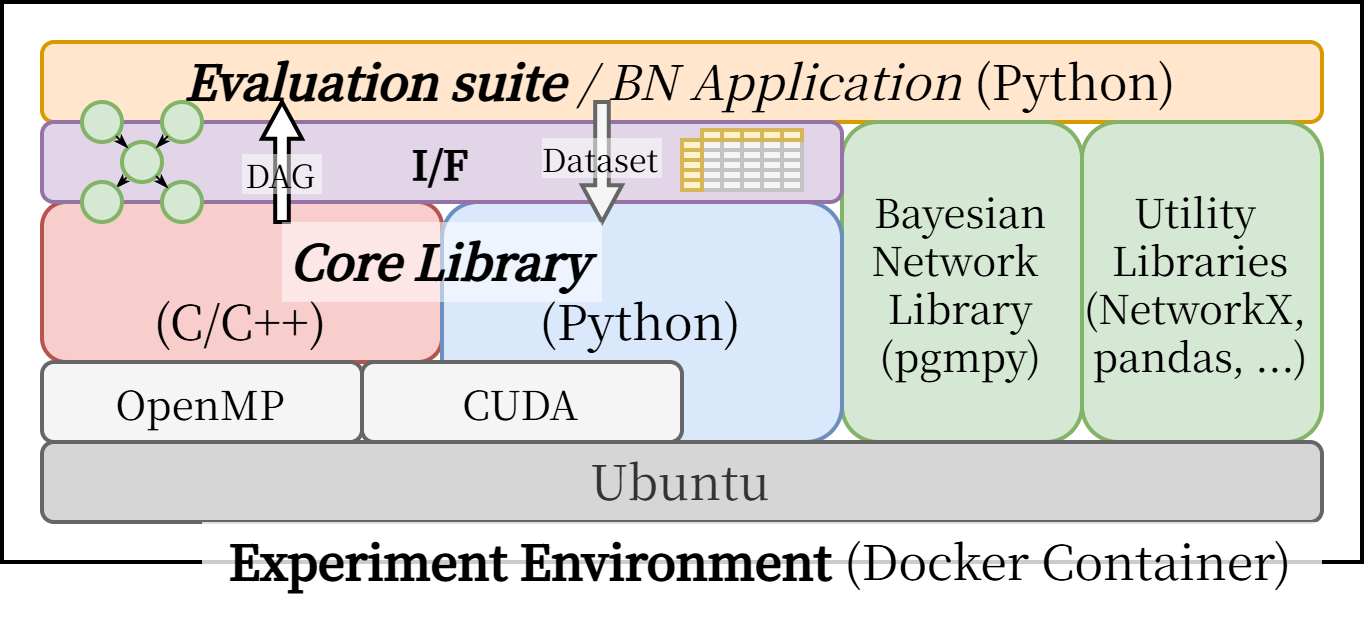 Evaluation suite / BN Application (Python)
DAG
I/F
Dataset
Core Library
(C/C++)
(Python)
Bayesian
Network
Library
(pgmpy)
Utility
Libraries
(NetworkX,
pandas, ...)
OpenMP
CUDA
Ubuntu
Experiment Environment (Docker Container)